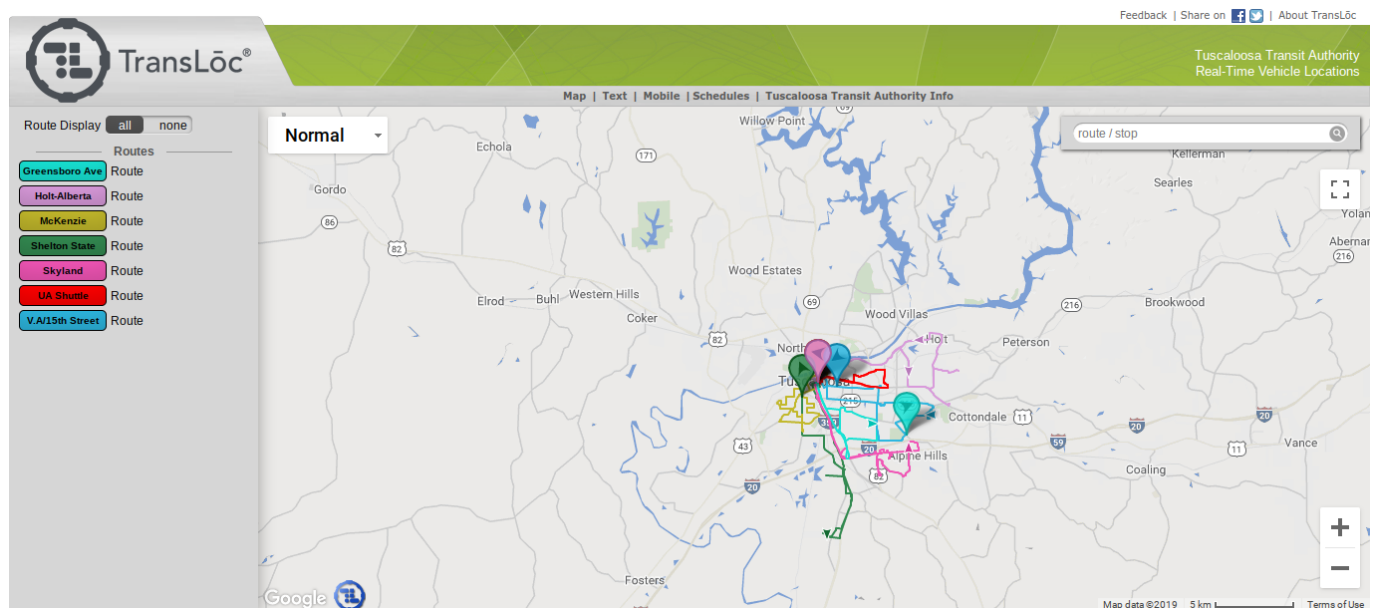 Feedback | Share on | About TransLōc
TransLōc®
Tuscaloosa Transit Authority
Real-Time Vehicle Locations
Map | Text | Mobile | Schedules | Tuscaloosa Transit Authority Info
Route Display all none
Routes
Greensboro Ave Route
Holt-Alberta Route
McKenzie Route
Shelton State Route
Skyland Route
UA Shuttle Route
V.A/15th Street Route
Normal
route / stop
69
Willow Point
Echola
171
Kellerman
Searles
Gordo
86
82
Abernan
216
Wood Estates
Elrod
Buhl
Western Hills
69
216
Brookwood
Coker
Wood Villas
82
Holt
Peterson
215
Cottondale
11
20
20
43
20
59
11
Vance
Alpine Hills
82
Coaling
20
Fosters
Google
Map data ©2019 5 km Terms of Use